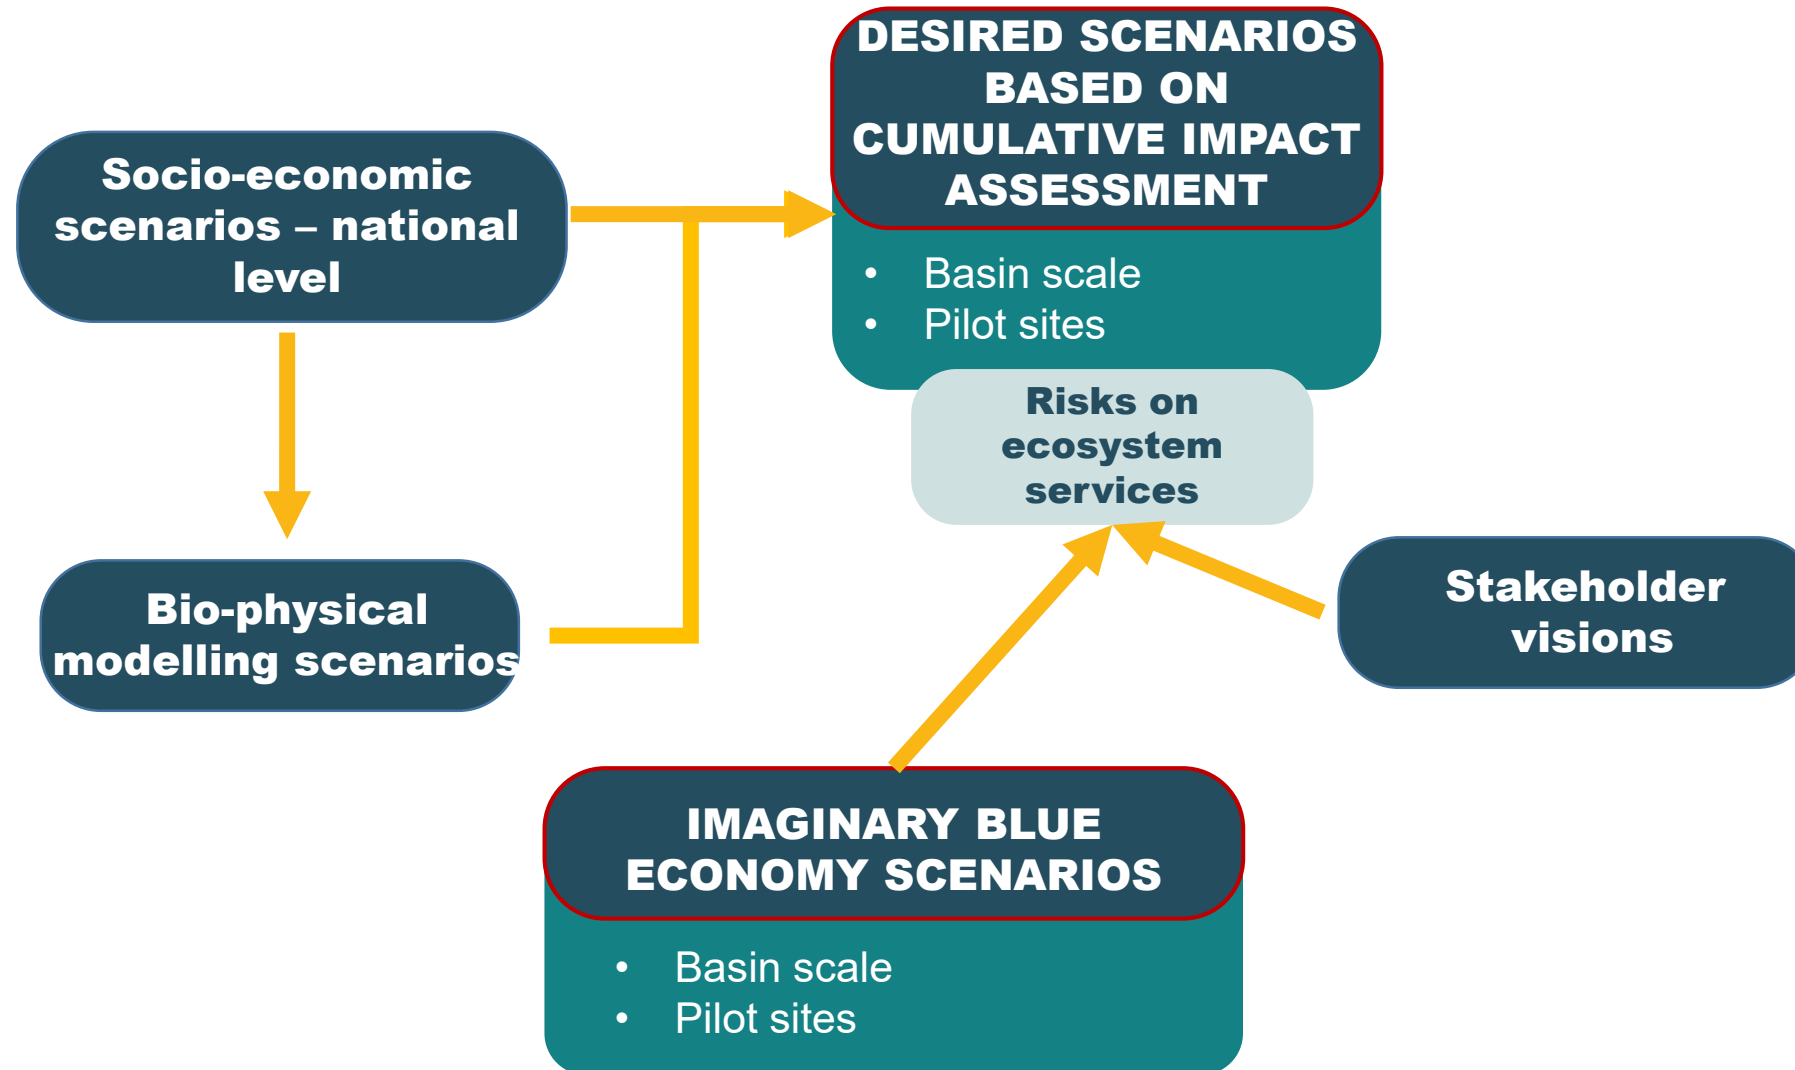 DESIRED SCENARIOS
BASED ON
CUMULATIVE IMPACT
ASSESSMENT
• Basin scale
• Pilot sites
Socio-economic
scenarios – national
level
Risks on
ecosystem
services
Bio-physical
modelling scenarios
Stakeholder
visions
IMAGINARY BLUE
ECONOMY SCENARIOS
• Basin scale
• Pilot sites